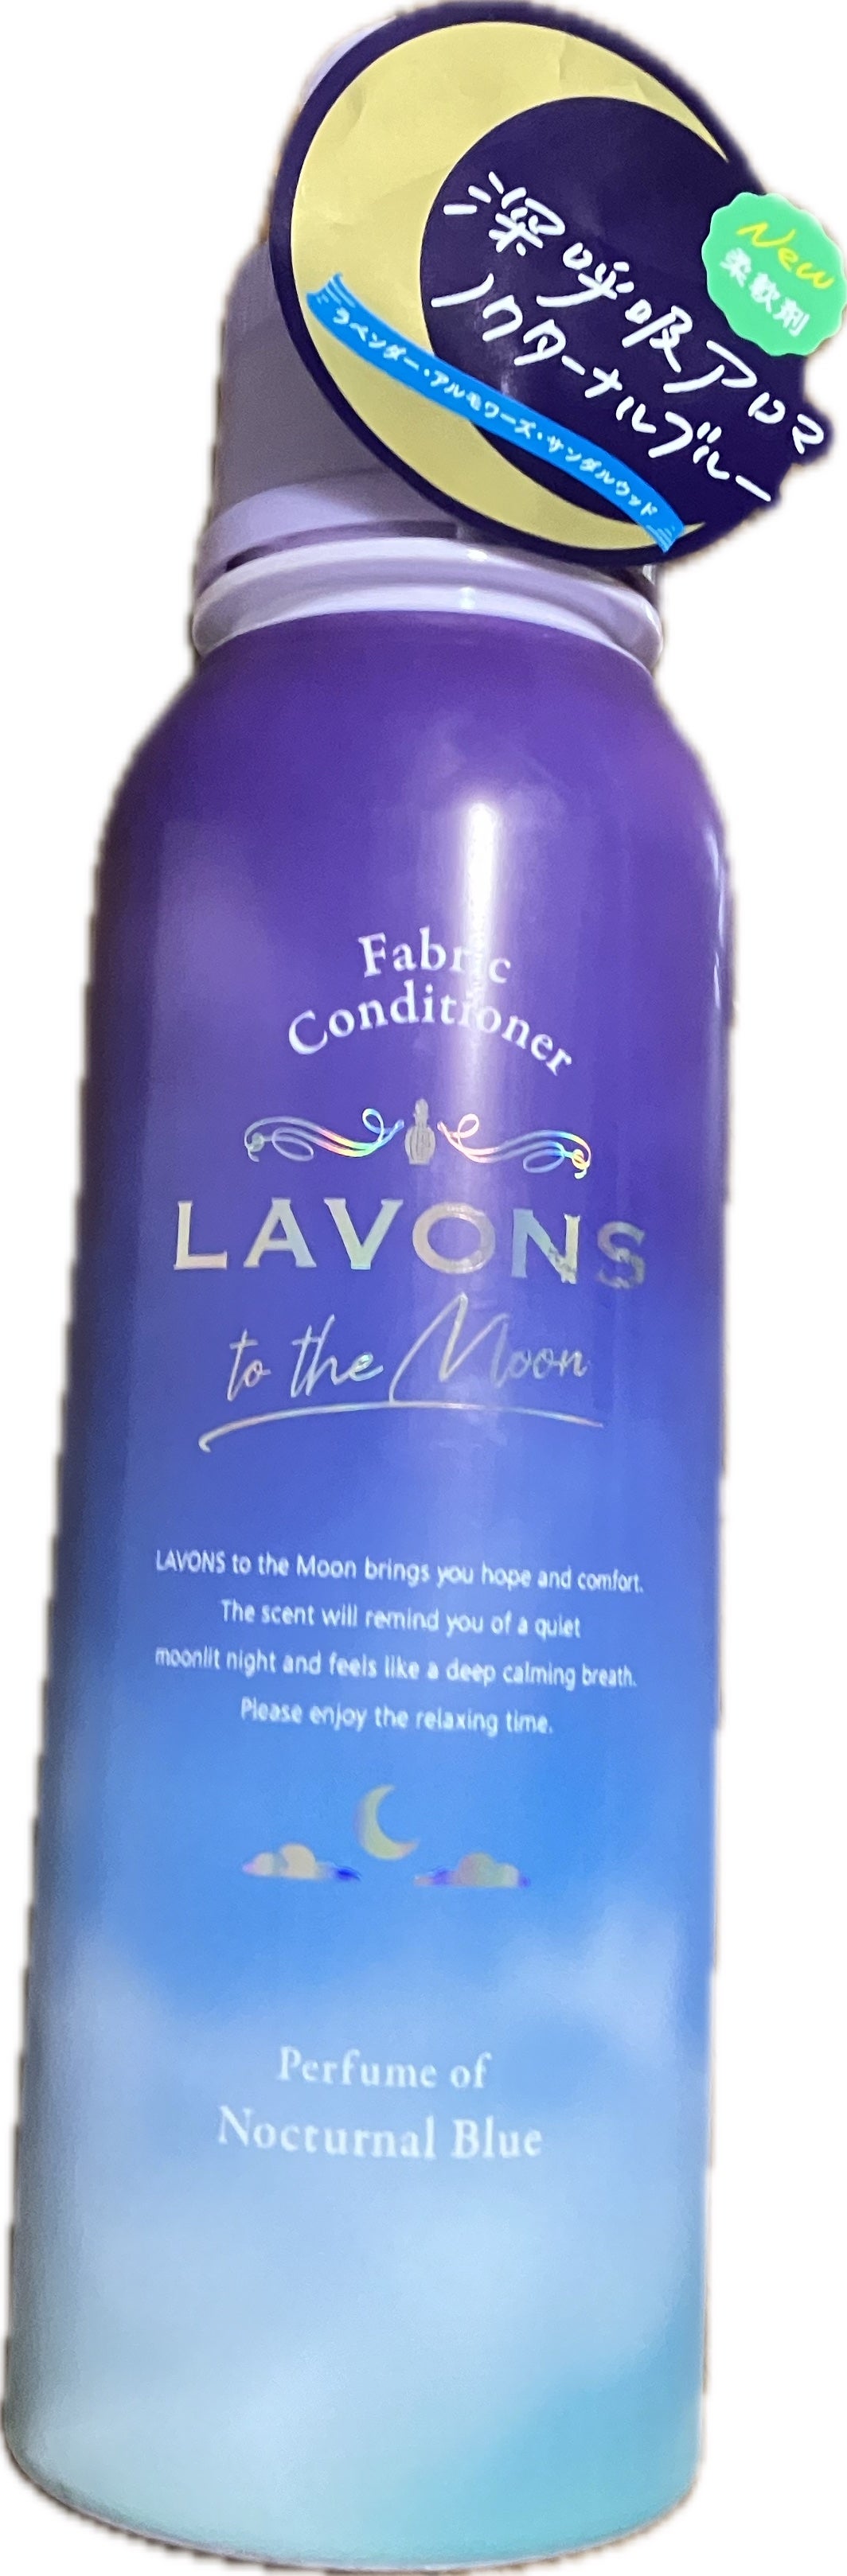 New
柔軟剤
深呼吸アロマ
ノクターナルブルー
ラベンダー・アルモワーズ・サンダルウッド
Fabric
Conditioner
LAVONS
to the Moon
LAVONS to the Moon brings you hope and comfort.
The scent will remind you of a quiet
moonlit night and feels like a deep calming breath.
Please enjoy the relaxing time.
Perfume of
Nocturnal Blue